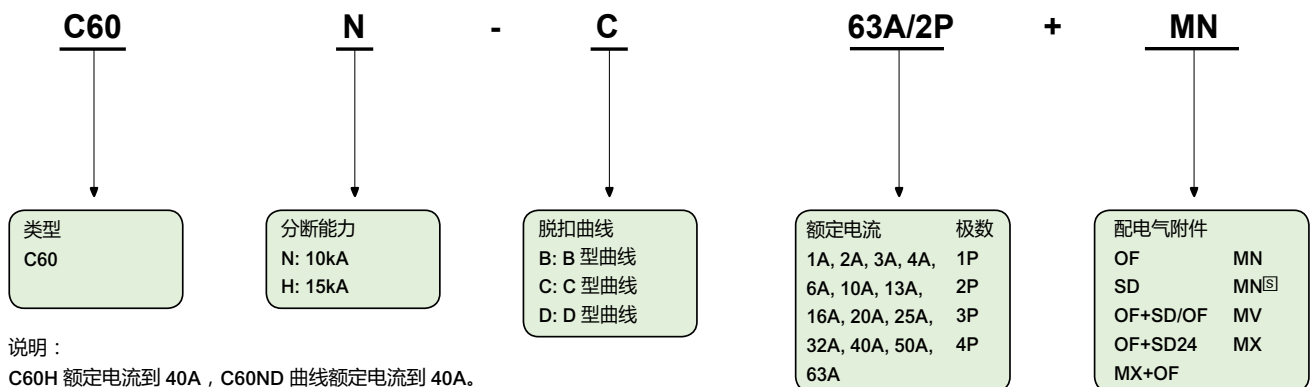 C60 N - C 63A/2P + MN
类型
C60
分断能力
N: 10kA
H: 15kA
脱扣曲线
B: B 型曲线
C: C 型曲线
D: D 型曲线
额定电流 极数
1A, 2A, 3A, 4A, 1P
6A, 10A, 13A, 2P
16A, 20A, 25A, 3P
32A, 40A, 50A, 4P
63A
配电气附件
OF MN
SD MN🅂
OF+SD/OF MV
OF+SD24 MX
MX+OF
说明：
C60H 额定电流到 40A，C60ND 曲线额定电流到 40A。